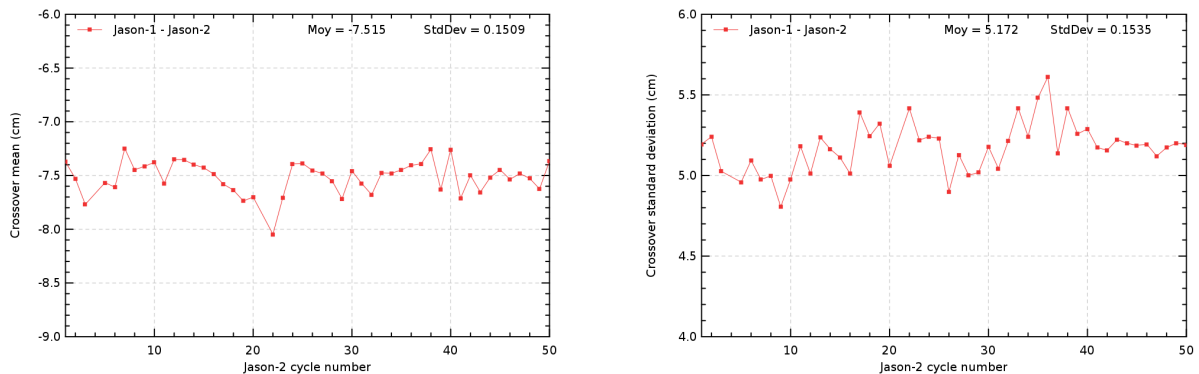 Jason-1 - Jason-2 Moy = -7.515 StdDev = 0.1509
Crossover mean (cm)
-6.0
-6.5
-7.0
-7.5
-8.0
-8.5
-9.0
10 20 30 40 50
Jason-2 cycle number
Jason-1 - Jason-2 Moy = 5.172 StdDev = 0.1535
Crossover standard deviation (cm)
6.0
5.5
5.0
4.5
4.0
10 20 30 40 50
Jason-2 cycle number